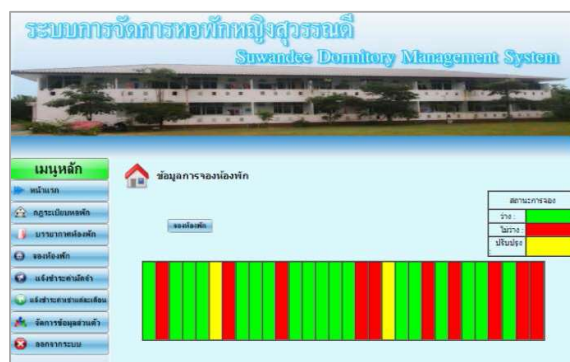 ระบบการจัดการหอพักหญิงสุวรรณดี
Suwandee Donmitory Management System
เมนูหลัก
หน้าแรก
กฎระเบียบหอพัก
บรรยากาศห้องพัก
จองห้องพัก
แจ้งชำระค่ามัดจำ
แจ้งชำระค่าเช่าแต่ละเดือน
จัดการข้อมูลส่วนตัว
ออกจากระบบ
ข้อมูลการจองห้องพัก
จองห้องพัก
สถานะการจอง
ว่าง :
ไม่ว่าง :
ปรับปรุง :